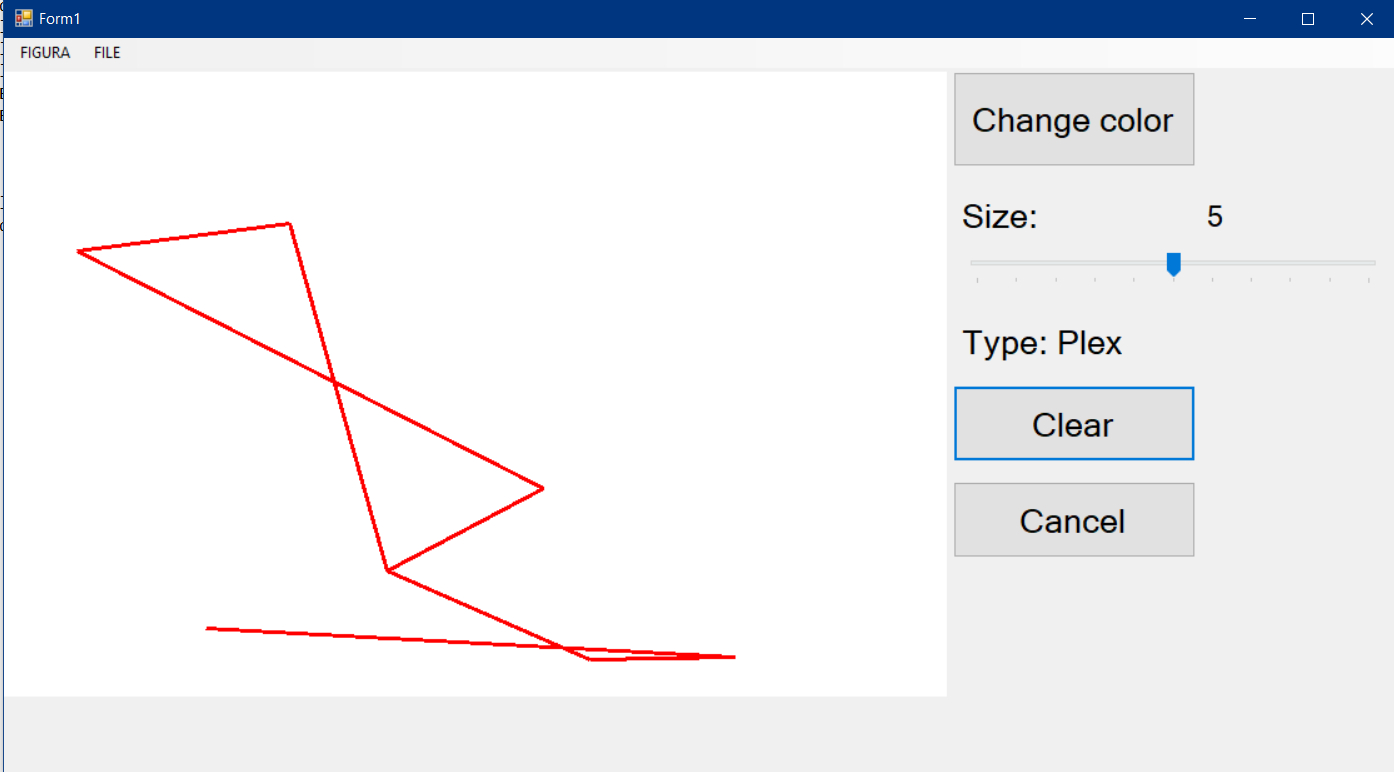 Form1
FIGURA FILE
Change color
Size: 5
Type: Plex
Clear
Cancel